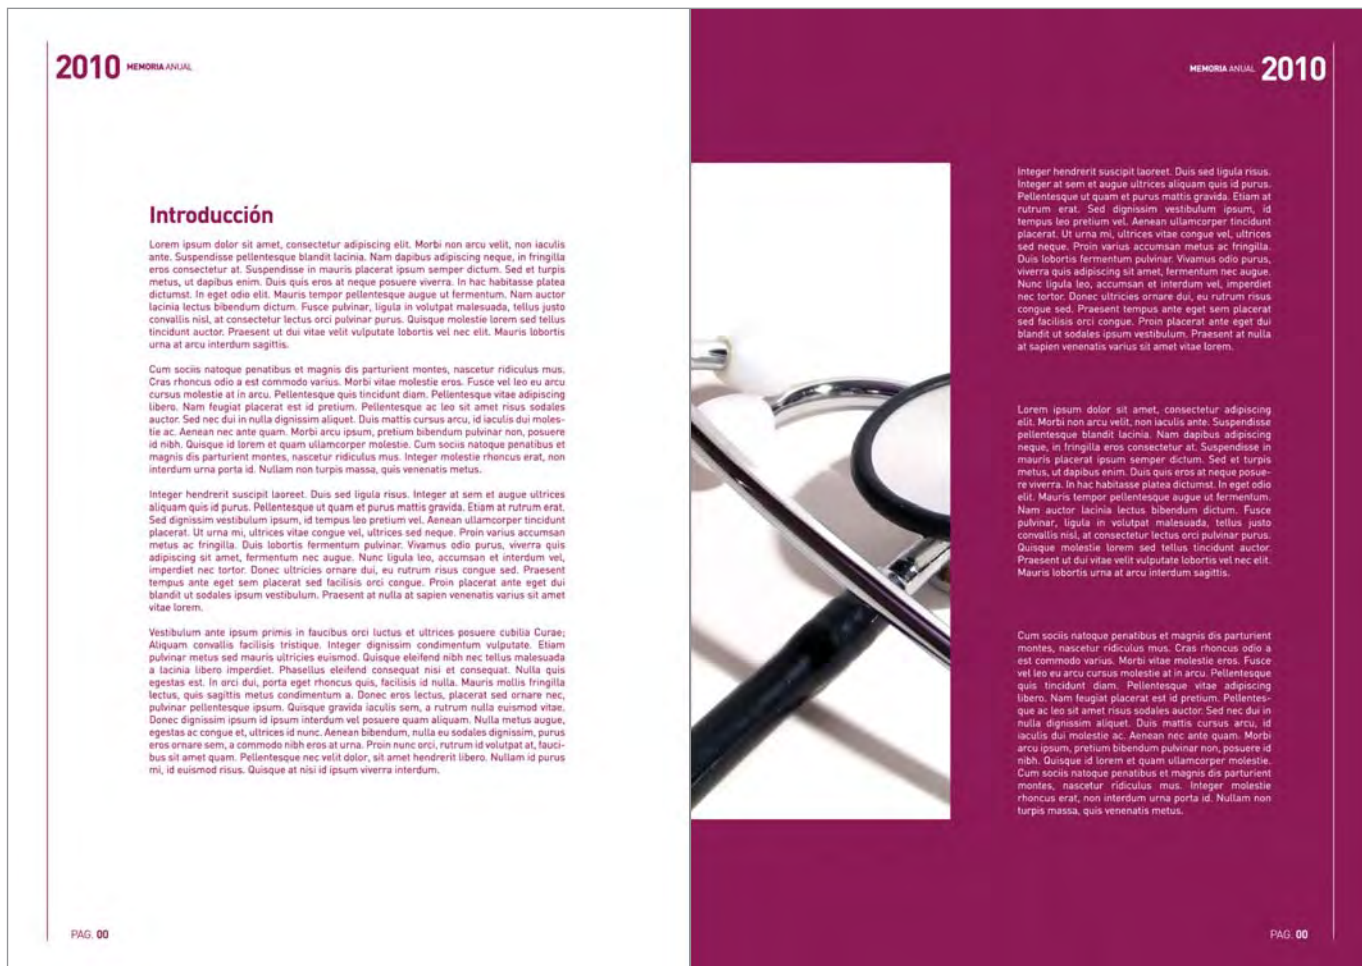 2010 MEMORIA ANUAL
Introducción
Lorem ipsum dolor sit amet, consectetur adipiscing elit. Morbi non arcu velit, non iaculis
ante. Suspendisse pellentesque blandit lacinia. Nam dapibus adipiscing neque, in fringilla
eros consectetur at. Suspendisse in mauris placerat ipsum semper dictum. Sed et turpis
metus, ut dapibus enim. Duis quis eros at neque posuere viverra. In hac habitasse platea
dictumst. In eget odio elit. Mauris tempor pellentesque augue ut fermentum. Nam auctor
lacinia lectus bibendum dictum. Fusce pulvinar, ligula in volutpat malesuada, tellus justo
convallis nisl, at consectetur lectus orci pulvinar purus. Quisque molestie lorem sed tellus
tincidunt auctor. Praesent ut dui vitae velit vulputate lobortis vel nec elit. Mauris lobortis
urna at arcu interdum sagittis.
Cum sociis natoque penatibus et magnis dis parturient montes, nascetur ridiculus mus.
Cras rhoncus odio a est commodo varius. Morbi vitae molestie eros. Fusce vel leo eu arcu
cursus molestie at in arcu. Pellentesque quis tincidunt diam. Pellentesque vitae adipiscing
libero. Nam feugiat placerat est id pretium. Pellentesque ac leo sit amet risus sodales
auctor. Sed nec dui in nulla dignissim aliquet. Duis mattis cursus arcu, id iaculis dui moles-
tie ac. Aenean nec ante quam. Morbi arcu ipsum, pretium bibendum pulvinar non, posuere
id nibh. Quisque id lorem et quam ullamcorper molestie. Cum sociis natoque penatibus et
magnis dis parturient montes, nascetur ridiculus mus. Integer molestie rhoncus erat, non
interdum urna porta id. Nullam non turpis massa, quis venenatis metus.
Integer hendrerit suscipit laoreet. Duis sed ligula risus. Integer at sem et augue ultrices
aliquam quis id purus. Pellentesque ut quam et purus mattis gravida. Etiam at rutrum erat.
Sed dignissim vestibulum ipsum, id tempus leo pretium vel. Aenean ullamcorper tincidunt
placerat. Ut urna mi, ultrices vitae congue vel, ultrices sed neque. Proin varius accumsan
metus ac fringilla. Duis lobortis fermentum pulvinar. Vivamus odio purus, viverra quis
adipiscing sit amet, fermentum nec augue. Nunc ligula leo, accumsan et interdum vel,
imperdiet nec tortor. Donec ultricies ornare dui, eu rutrum risus congue sed. Praesent
tempus ante eget sem placerat sed facilisis orci congue. Proin placerat ante eget dui
blandit ut sodales ipsum vestibulum. Praesent at nulla at sapien venenatis varius sit amet
vitae lorem.
Vestibulum ante ipsum primis in faucibus orci luctus et ultrices posuere cubilia Curae;
Aliquam convallis facilisis tristique. Integer dignissim condimentum vulputate. Etiam
pulvinar metus sed mauris ultricies euismod. Quisque eleifend nibh nec tellus malesuada
a lacinia libero imperdiet. Phasellus eleifend consequat nisi et consequat. Nulla quis
egestas est. In orci dui, porta eget rhoncus quis, facilisis id nulla. Mauris mollis fringilla
lectus, quis sagittis metus condimentum a. Donec eros lectus, placerat sed ornare nec,
pulvinar pellentesque ipsum. Quisque gravida iaculis sem, a rutrum nulla euismod vitae.
Donec dignissim ipsum id ipsum interdum vel posuere quam aliquam. Nulla metus augue,
egestas ac congue et, ultrices id nunc. Aenean bibendum, nulla eu sodales dignissim, purus
eros ornare sem, a commodo nibh eros at urna. Proin nunc orci, rutrum id volutpat at, fauci-
bus sit amet quam. Pellentesque nec velit dolor, sit amet hendrerit libero. Nullam id purus
mi, id euismod risus. Quisque at nisi id ipsum viverra interdum.
PAG. 00
MEMORIA ANUAL 2010
Integer hendrerit suscipit laoreet. Duis sed ligula risus.
Integer at sem et augue ultrices aliquam quis id purus.
Pellentesque ut quam et purus mattis gravida. Etiam at
rutrum erat. Sed dignissim vestibulum ipsum, id
tempus leo pretium vel. Aenean ullamcorper tincidunt
placerat. Ut urna mi, ultrices vitae congue vel, ultrices
sed neque. Proin varius accumsan metus ac fringilla.
Duis lobortis fermentum pulvinar. Vivamus odio purus,
viverra quis adipiscing sit amet, fermentum nec augue.
Nunc ligula leo, accumsan et interdum vel, imperdiet
nec tortor. Donec ultricies ornare dui, eu rutrum risus
congue sed. Praesent tempus ante eget sem placerat
sed facilisis orci congue. Proin placerat ante eget dui
blandit ut sodales ipsum vestibulum. Praesent at nulla
at sapien venenatis varius sit amet vitae lorem.
Lorem ipsum dolor sit amet, consectetur adipiscing
elit. Morbi non arcu velit, non iaculis ante. Suspendisse
pellentesque blandit lacinia. Nam dapibus adipiscing
neque, in fringilla eros consectetur at. Suspendisse in
mauris placerat ipsum semper dictum. Sed et turpis
metus, ut dapibus enim. Duis quis eros at neque posue-
re viverra. In hac habitasse platea dictumst. In eget odio
elit. Mauris tempor pellentesque augue ut fermentum.
Nam auctor lacinia lectus bibendum dictum. Fusce
pulvinar, ligula in volutpat malesuada, tellus justo
convallis nisl, at consectetur lectus orci pulvinar purus.
Quisque molestie lorem sed tellus tincidunt auctor.
Praesent ut dui vitae velit vulputate lobortis vel nec elit.
Mauris lobortis urna at arcu interdum sagittis.
Cum sociis natoque penatibus et magnis dis parturient
montes, nascetur ridiculus mus. Cras rhoncus odio a
est commodo varius. Morbi vitae molestie eros. Fusce
vel leo eu arcu cursus molestie at in arcu. Pellentesque
quis tincidunt diam. Pellentesque vitae adipiscing
libero. Nam feugiat placerat est id pretium. Pellentes-
que ac leo sit amet risus sodales auctor. Sed nec dui in
nulla dignissim aliquet. Duis mattis cursus arcu, id
iaculis dui molestie ac. Aenean nec ante quam. Morbi
arcu ipsum, pretium bibendum pulvinar non, posuere id
nibh. Quisque id lorem et quam ullamcorper molestie.
Cum sociis natoque penatibus et magnis dis parturient
montes, nascetur ridiculus mus. Integer molestie
rhoncus erat, non interdum urna porta id. Nullam non
turpis massa, quis venenatis metus.
PAG. 00